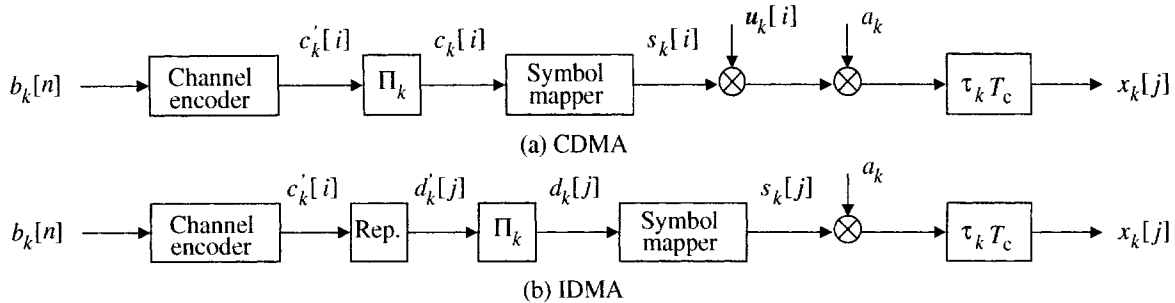 c'_k[i] c_k[i] s_k[i] u_k[i] a_k
b_k[n] Channel encoder Π_k Symbol mapper τ_k T_c x_k[j]
(a) CDMA
c'_k[i] d'_k[j] d_k[j] s_k[j] a_k
b_k[n] Channel encoder Rep. Π_k Symbol mapper τ_k T_c x_k[j]
(b) IDMA